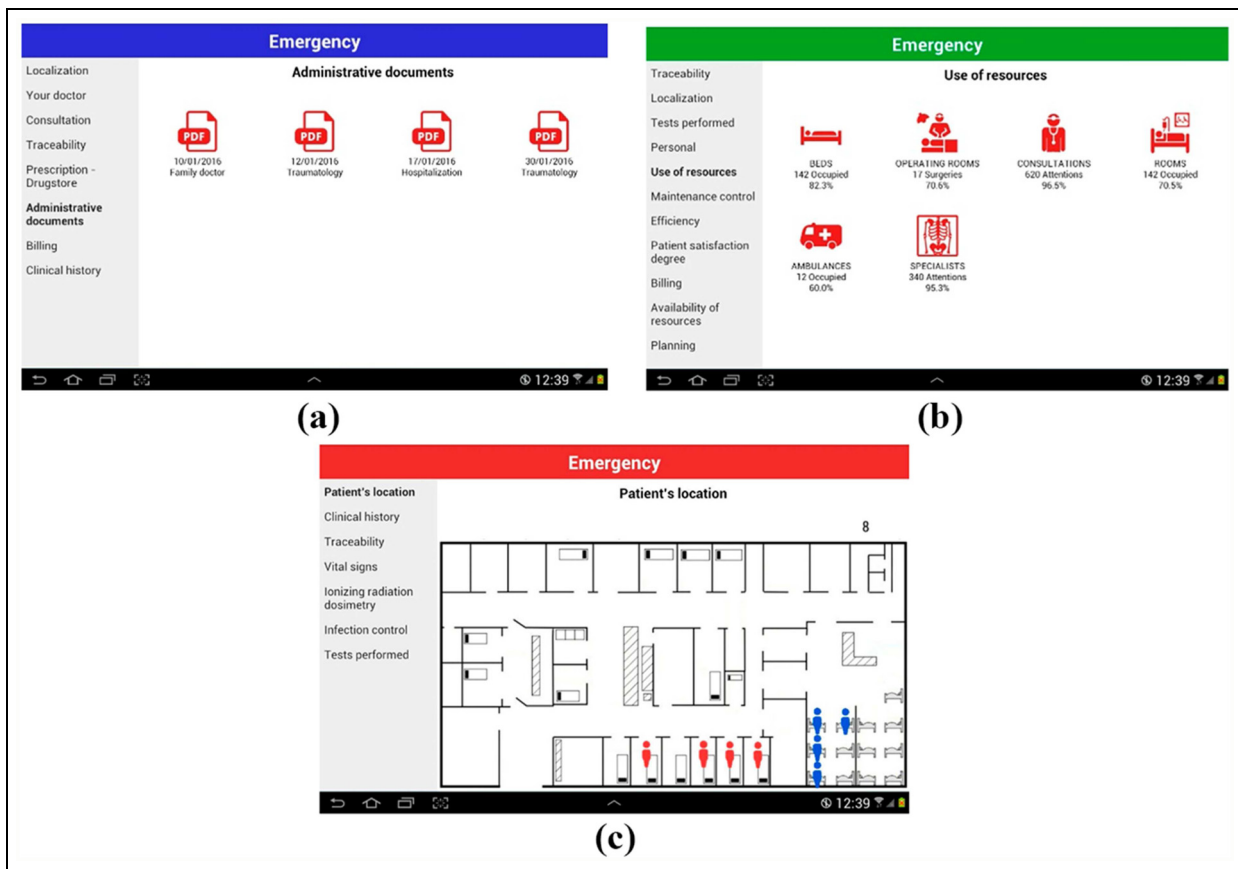 Emergency
Localization
Your doctor
Consultation
Traceability
Prescription -
Drugstore
Administrative
documents
Billing
Clinical history
Administrative documents
PDF
10/01/2016
Family doctor
PDF
12/01/2016
Traumatology
PDF
17/01/2016
Hospitalization
PDF
30/01/2016
Traumatology
12:39
(a)
Emergency
Traceability
Localization
Tests performed
Personal
Use of resources
Maintenance control
Efficiency
Patient satisfaction
degree
Billing
Availability of
resources
Planning
Use of resources
BEDS
142 Occupied
82.3%
OPERATING ROOMS
17 Surgeries
70.6%
CONSULTATIONS
620 Attentions
96.5%
ROOMS
142 Occupied
70.5%
AMBULANCES
12 Occupied
60.0%
SPECIALISTS
340 Attentions
95.3%
12:39
(b)
Emergency
Patient's location
Clinical history
Traceability
Vital signs
Ionizing radiation
dosimetry
Infection control
Tests performed
Patient's location
8
12:39
(c)